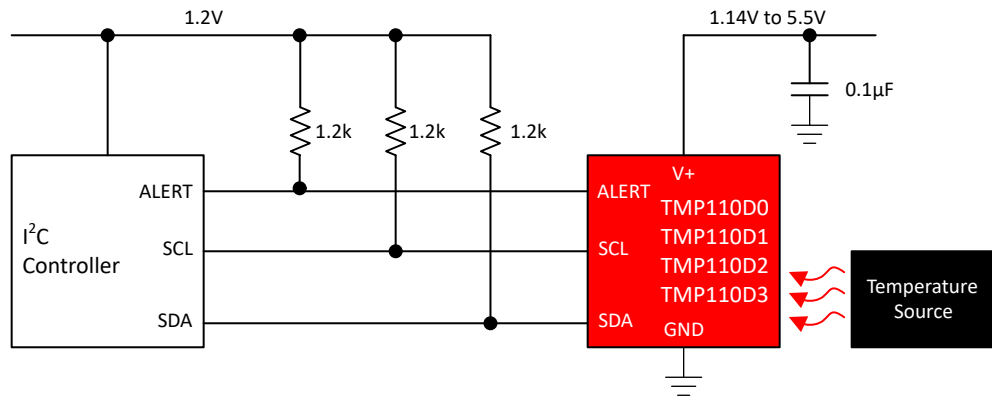 1.2V
1.14V to 5.5V
0.1µF
1.2k
1.2k
1.2k
I²C
Controller
ALERT
SCL
SDA
ALERT
SCL
SDA
V+
TMP110D0
TMP110D1
TMP110D2
TMP110D3
GND
Temperature
Source